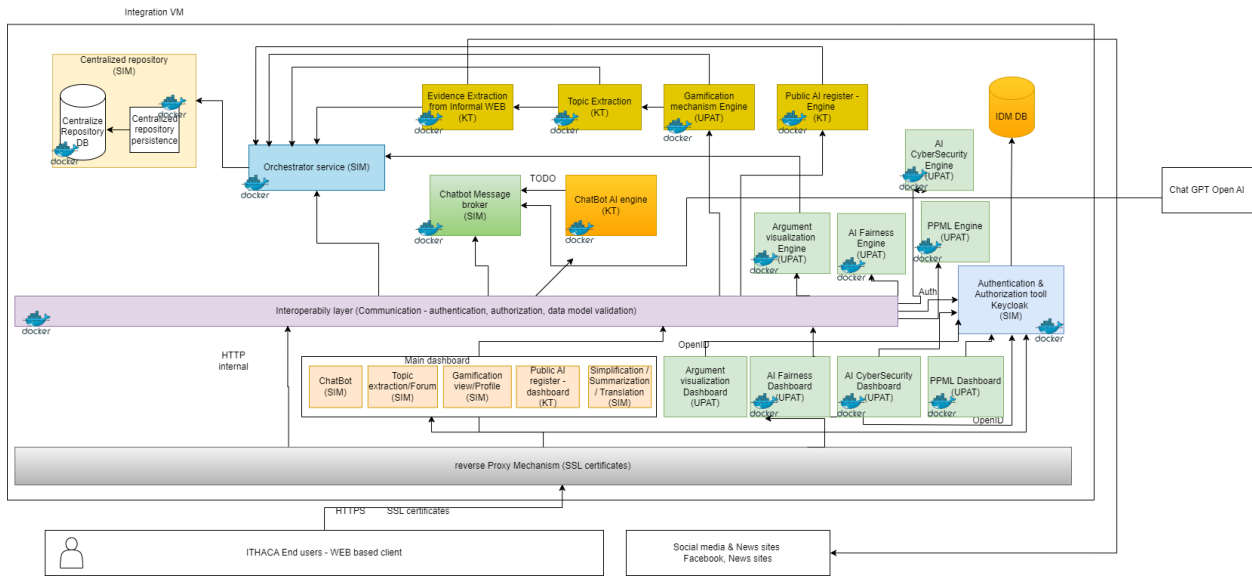 Integration VM
Centralized repository
(SIM)
Centralize
Repository
DB
Centralized
repository
persistence
docker
docker
Evidence Extraction
from Informal WEB
(KT)
docker
Topic Extraction
(KT)
docker
Gamification
mechanism Engine
(UPAT)
docker
Public AI register -
Engine
(KT)
docker
IDM DB
Orchestrator service (SIM)
docker
AI
CyberSecurity
Engine
(UPAT)
docker
Chat GPT Open AI
TODO
Chatbot Message
broker
(SIM)
docker
ChatBot AI engine
(KT)
docker
Argument
visualization
Engine
(UPAT)
docker
AI Fairness
Engine
(UPAT)
docker
PPML Engine
(UPAT)
docker
Authentication &
Authorization tooll
Keycloak
(SIM)
docker
Auth
Interoperabily layer (Communication - authentication, authorization, data model validation)
docker
HTTP
internal
OpenID
Main dashboard
ChatBot
(SIM)
Topic
extraction/Forum
(SIM)
Gamification
view/Profile
(SIM)
Public AI
register -
dashboard
(KT)
Simplification /
Summarization
/ Translation
(SIM)
Argument
visualization
Dashboard
(UPAT)
AI Fairness
Dashboard
(UPAT)
docker
AI CyberSecurity
Dashboard
(UPAT)
docker
PPML Dashboard
(UPAT)
docker
OpenID
reverse Proxy Mechanism (SSL certificates)
HTTPS
SSL certificates
ITHACA End users - WEB based client
Social media & News sites
Facebook, News sites